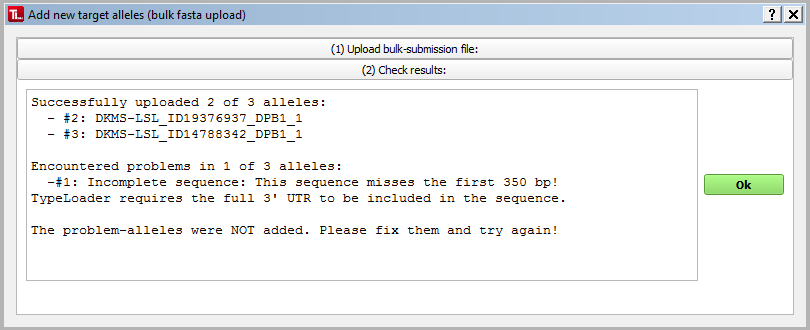 Ti... Add new target alleles (bulk fasta upload)
(1) Upload bulk-submission file:
(2) Check results:
Successfully uploaded 2 of 3 alleles:
- #2: DKMS-LSL_ID19376937_DPB1_1
- #3: DKMS-LSL_ID14788342_DPB1_1
Encountered problems in 1 of 3 alleles:
-#1: Incomplete sequence: This sequence misses the first 350 bp!
TypeLoader requires the full 3' UTR to be included in the sequence.
The problem-alleles were NOT added. Please fix them and try again!
Ok